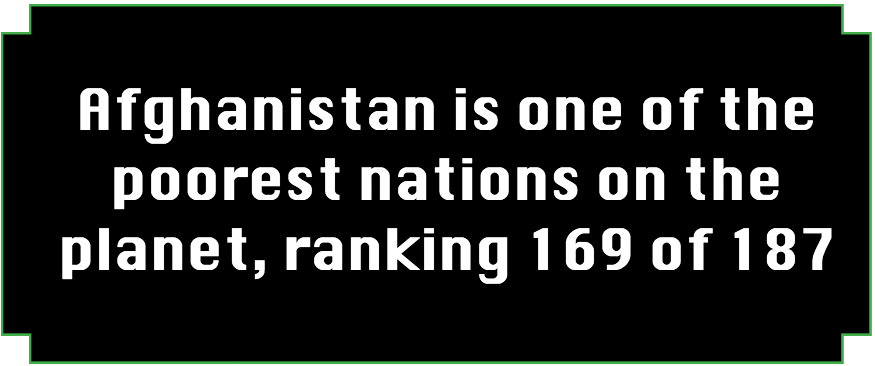 Afghanistan is one of the
poorest nations on the
planet, ranking 169 of 187